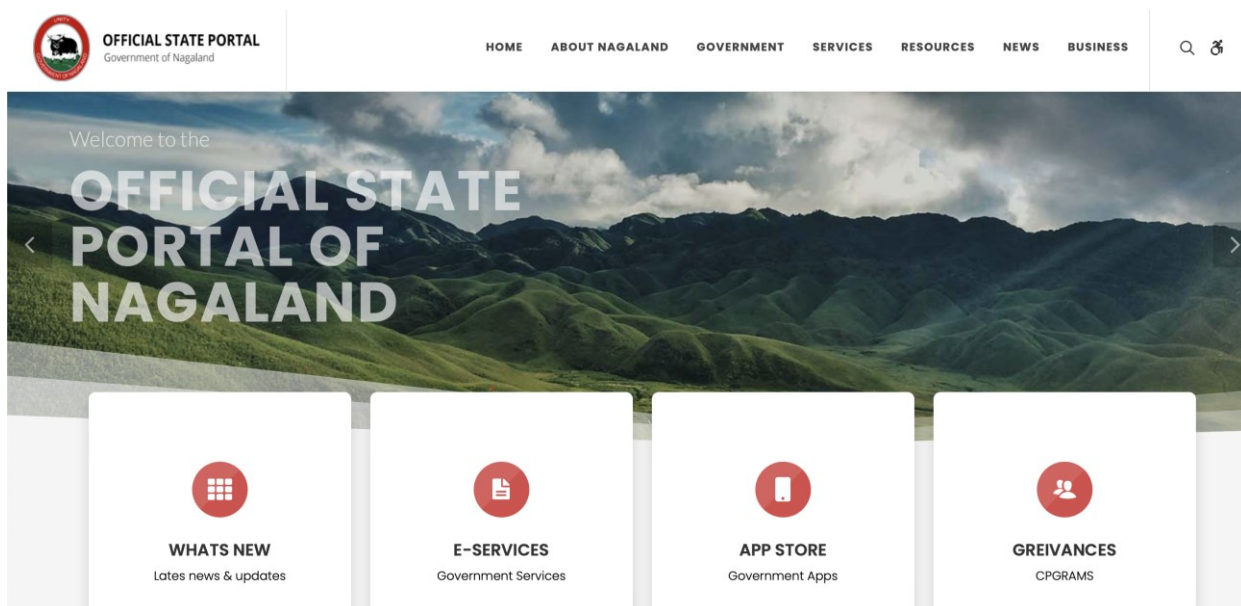 UNITY
OFFICIAL STATE PORTAL
Government of Nagaland
HOME ABOUT NAGALAND GOVERNMENT SERVICES RESOURCES NEWS BUSINESS
Welcome to the
OFFICIAL STATE
PORTAL OF
NAGALAND
WHATS NEW
Lates news & updates
E-SERVICES
Government Services
APP STORE
Government Apps
GREIVANCES
CPGRAMS